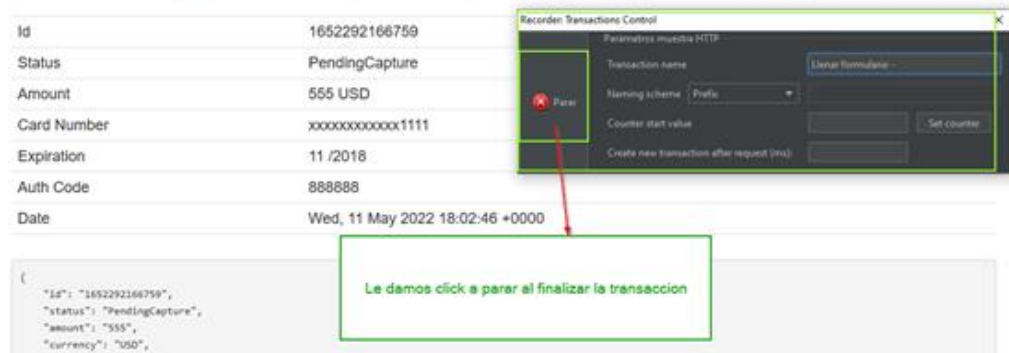 Id 1652292166759
Status PendingCapture
Amount 555 USD
Card Number xxxxxxxxxxxx1111
Expiration 11 /2018
Auth Code 888888
Date Wed, 11 May 2022 18:02:46 +0000
Recorder: Transactions Control
Parámetros muestra HTTP
Transaction name Llenar formulario -
Naming scheme Prefix
Parar
Counter start value Set counter
Create new transaction after request (ms):
Le damos click a parar al finalizar la transaccion
{
"id": "1652292166759",
"status": "PendingCapture",
"amount": "555",
"currency": "USD",